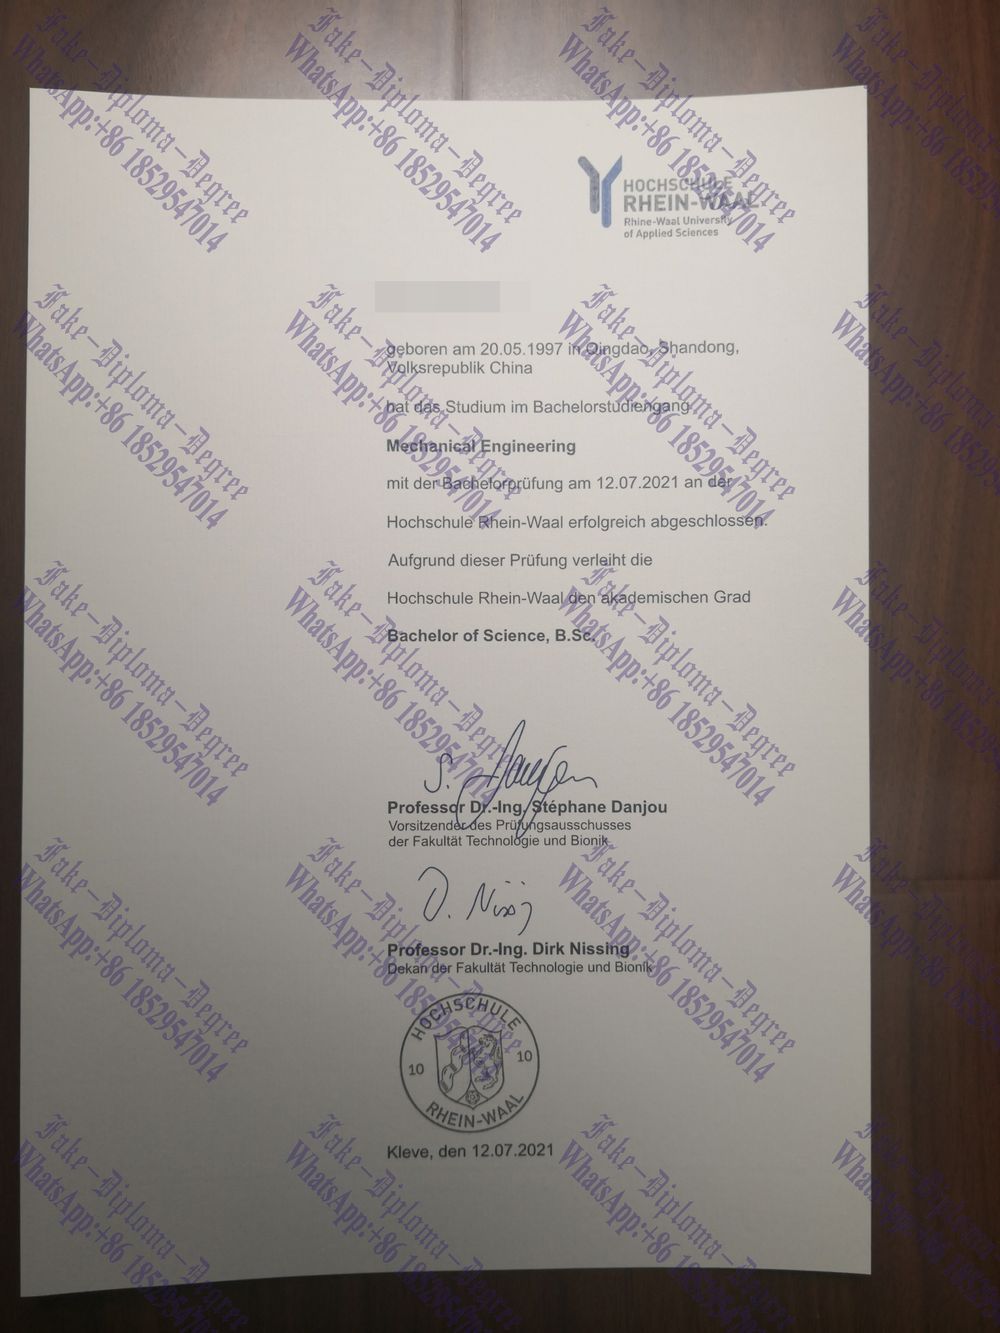 HOCHSCHULE
RHEIN-WAAL
Rhine-Waal University
of Applied Sciences
geboren am 20.05.1997 in Qingdao, Shandong,
Volksrepublik China
hat das Studium im Bachelorstudiengang
Mechanical Engineering
mit der Bachelorprüfung am 12.07.2021 an der
Hochschule Rhein-Waal erfolgreich abgeschlossen.
Aufgrund dieser Prüfung verleiht die
Hochschule Rhein-Waal den akademischen Grad
Bachelor of Science, B.Sc.
Professor Dr.-Ing. Stéphane Danjou
Vorsitzender des Prüfungsausschusses
der Fakultät Technologie und Bionik
D. Nissing
Professor Dr.-Ing. Dirk Nissing
Dekan der Fakultät Technologie und Bionik
HOCHSCHULE
10 10
RHEIN-WAAL
Kleve, den 12.07.2021
Fake-Diploma-Degree
WhatsApp:+86 18529547014